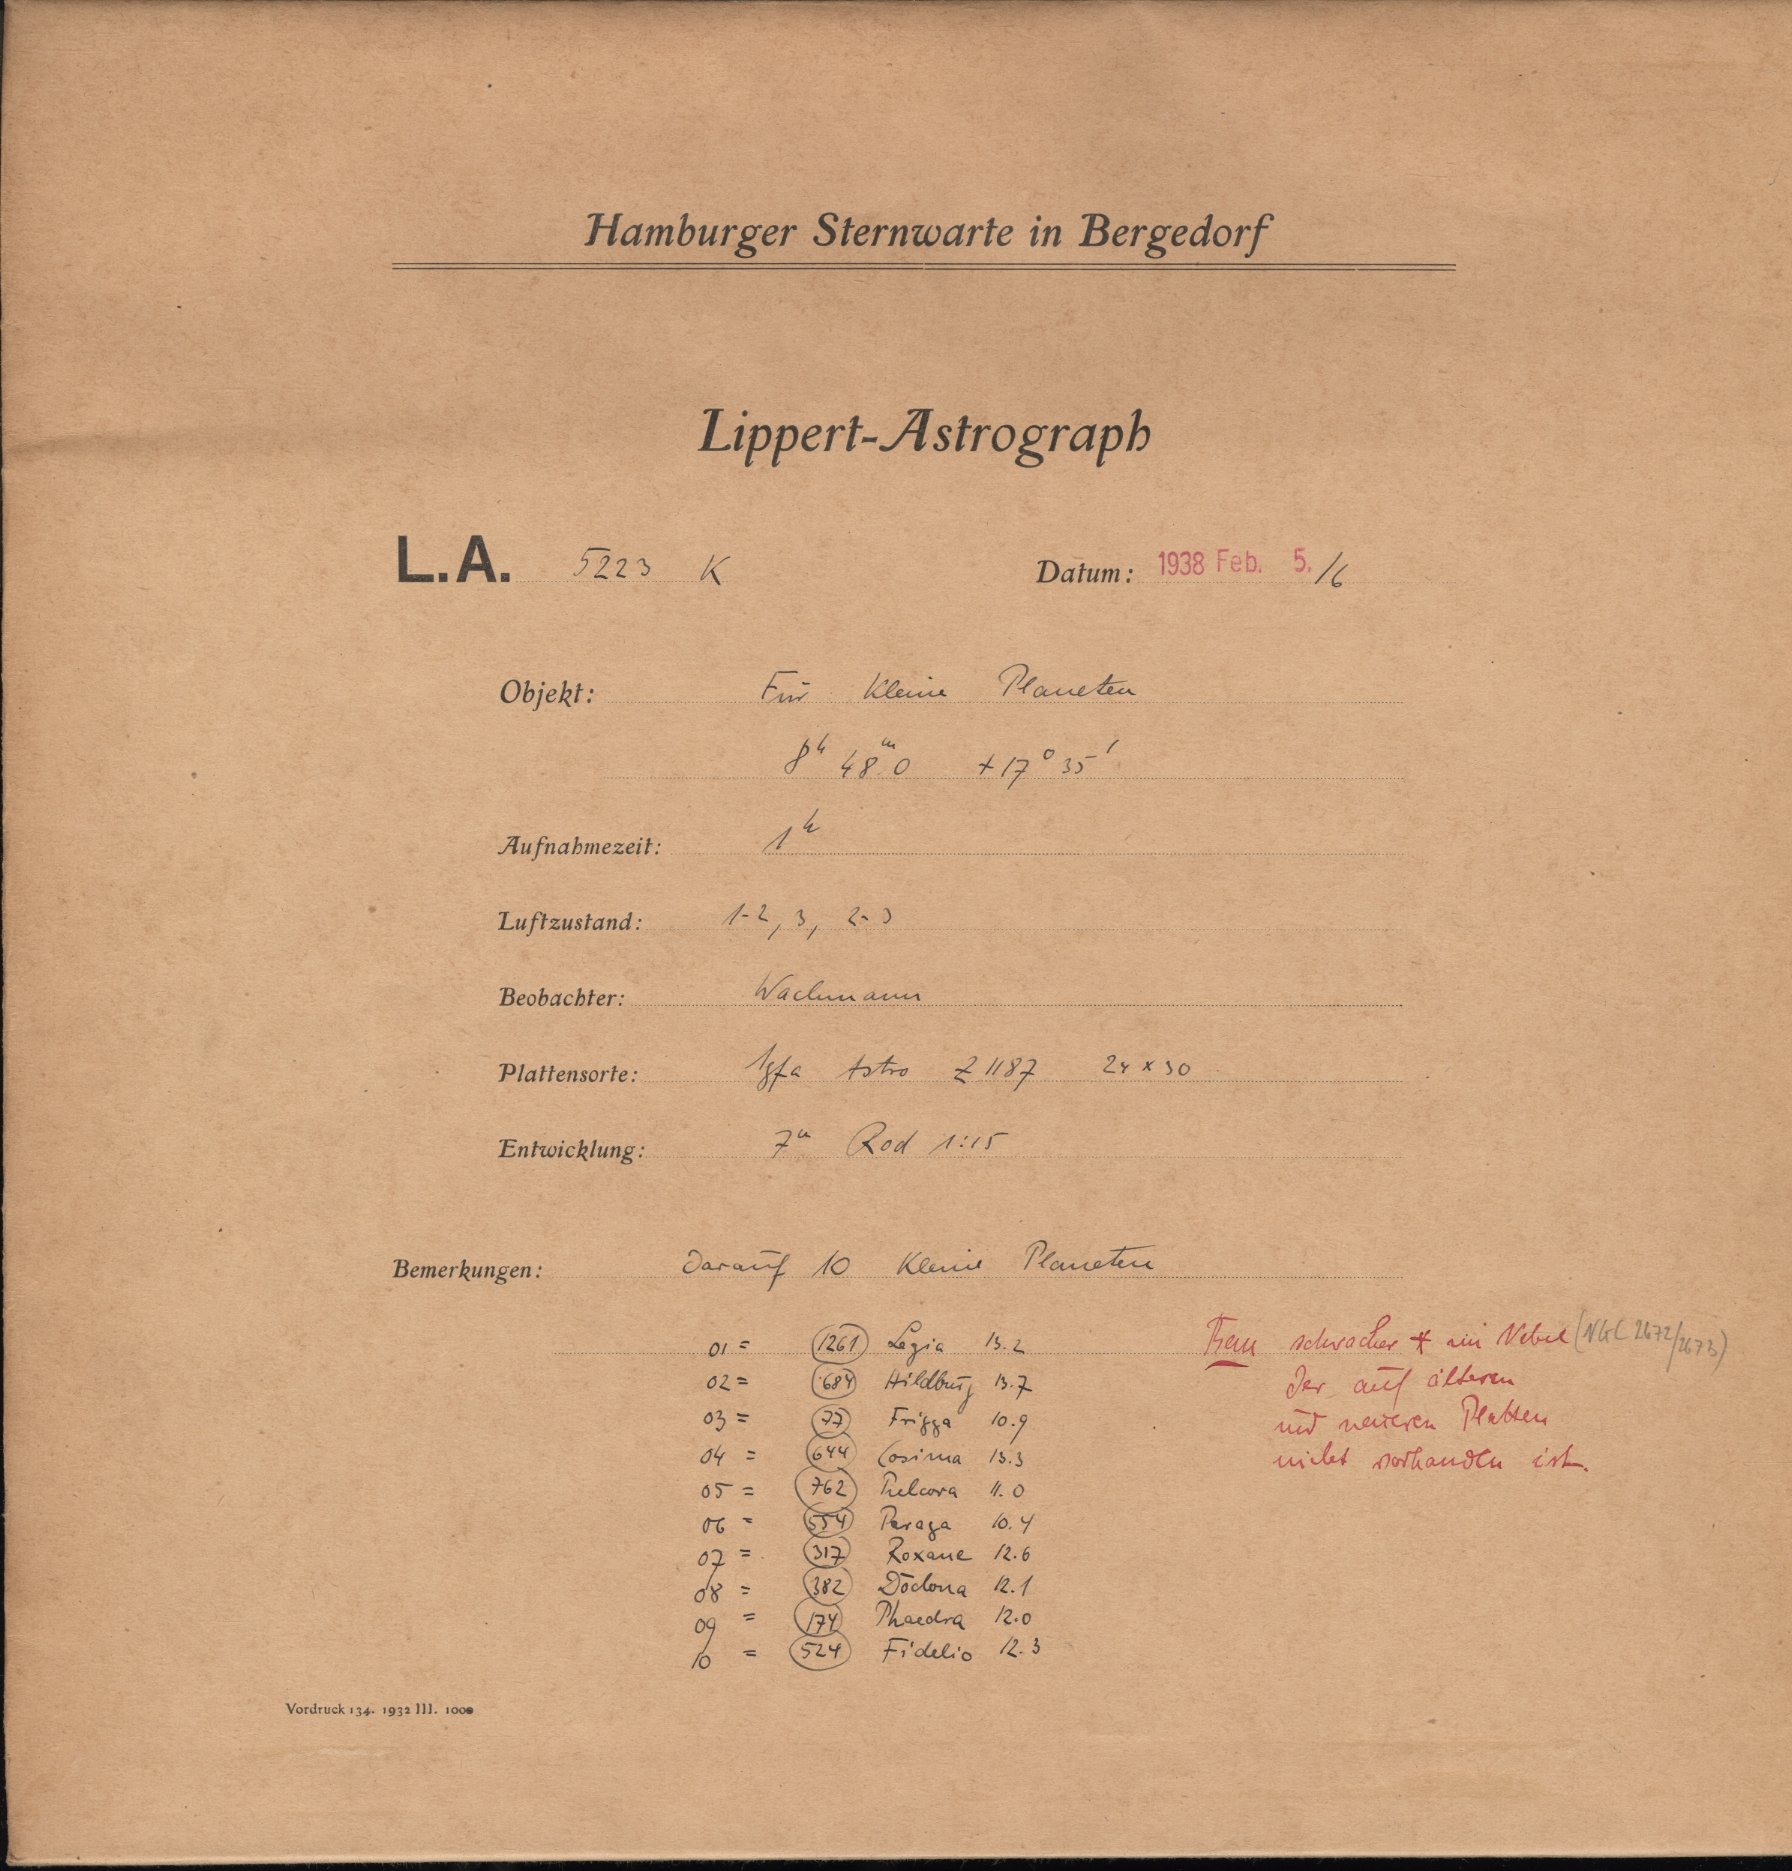 Hamburger Sternwarte in Bergedorf
Lippert-Astrograph
L.A. 5223 K Datum: 1938 Feb. 5./6
Objekt: Für Kleine Planeten
8h 48m.0 +17° 35'
Aufnahmezeit: 1h
Luftzustand: 1-2, 3, 2-3
Beobachter: Wachmann
Plattensorte: Agfa Astro Z 1187 24 x 30
Entwicklung: 7m Rod 1:15
Bemerkungen: Darauf 10 Kleine Planeten
01 = 1261 Legia 13.2 Bem schwacher * im Nebel (NGC 2672/2673)
02 = 684 Hildburg 13.7 der auf älteren
03 = 77 Frigga 10.9 und neueren Platten
04 = 644 Cosima 13.3 nicht vorhanden ist.
05 = 762 Pulcova 11.0
06 = 554 Peraga 10.4
07 = 317 Roxane 12.6
08 = 382 Dodona 12.1
09 = 174 Phaedra 12.0
10 = 524 Fidelio 12.3
Vordruck 134. 1932 III. 1000